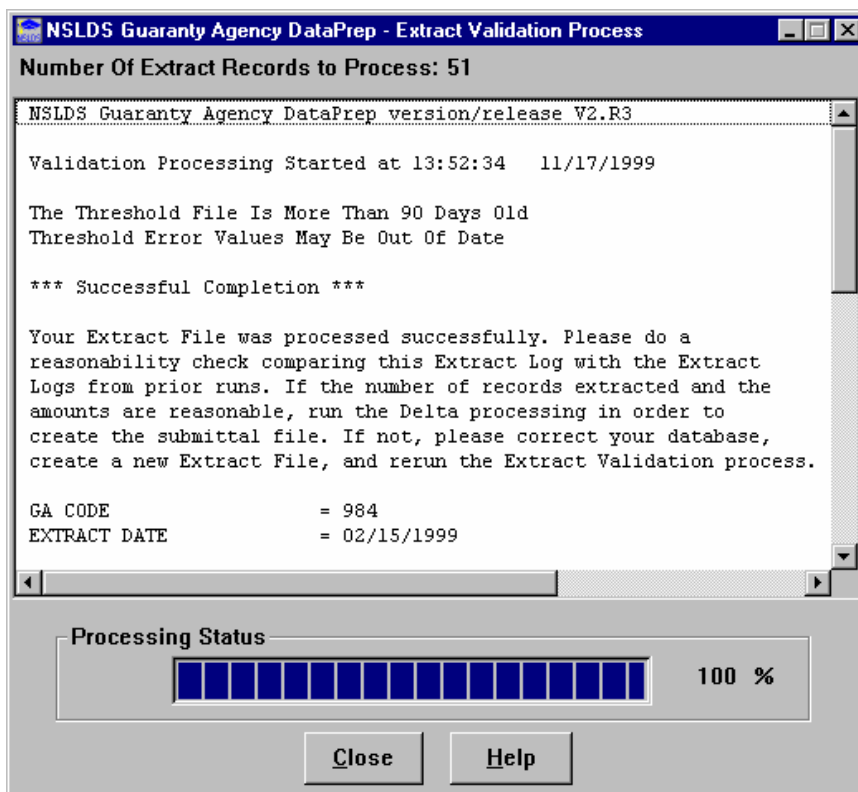 NSLDS Guaranty Agency DataPrep - Extract Validation Process
Number Of Extract Records to Process: 51
NSLDS Guaranty Agency DataPrep version/release V2.R3
Validation Processing Started at 13:52:34   11/17/1999
The Threshold File Is More Than 90 Days Old
Threshold Error Values May Be Out Of Date
*** Successful Completion ***
Your Extract File was processed successfully. Please do a
reasonability check comparing this Extract Log with the Extract
Logs from prior runs. If the number of records extracted and the
amounts are reasonable, run the Delta processing in order to
create the submittal file. If not, please correct your database,
create a new Extract File, and rerun the Extract Validation process.
GA CODE = 984
EXTRACT DATE = 02/15/1999
Processing Status
100 %
Close Help